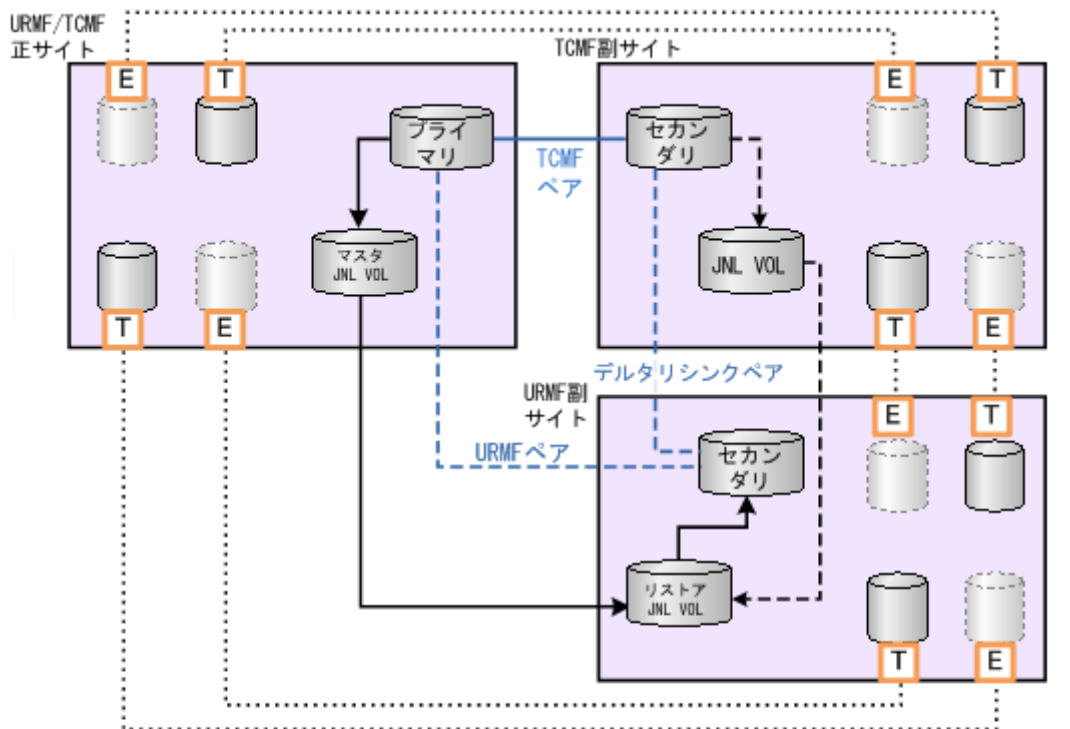 URMF/TCMF
正サイト
TCMF副サイト
E
T
E
T
プライ
マリ
セカン
ダリ
TCMF
ペア
マスタ
JNL VOL
JNL VOL
T
E
T
E
デルタリシンクペア
URMF副
サイト
E
T
URMFペア
セカン
ダリ
リストア
JNL VOL
T
E